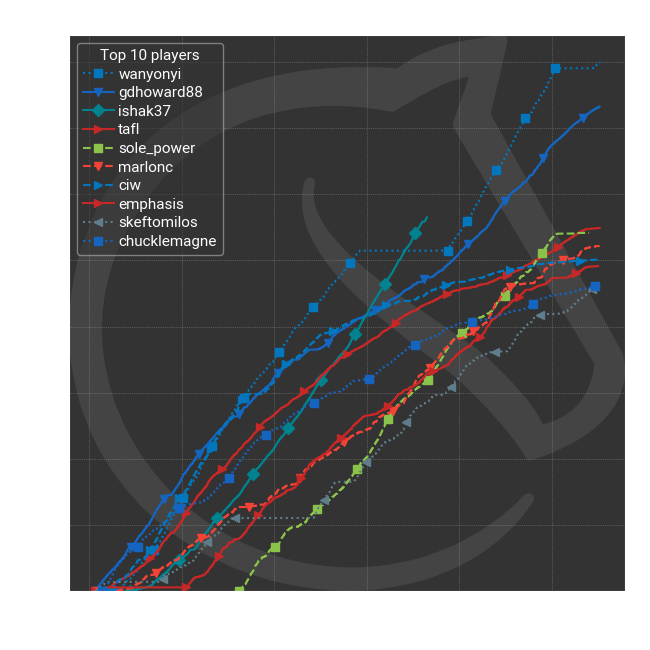 Top 10 players
wanyonyi
gdhoward88
ishak37
tafl
sole_power
marlonc
ciw
emphasis
skeftomilos
chucklemagne